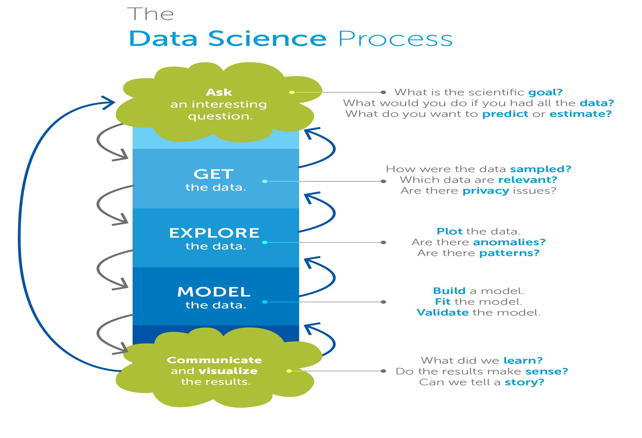 The
Data Science Process
Ask
an interesting
question.
What is the scientific goal?
What would you do if you had all the data?
What do you want to predict or estimate?
GET
the data.
How were the data sampled?
Which data are relevant?
Are there privacy issues?
EXPLORE
the data.
Plot the data.
Are there anomalies?
Are there patterns?
MODEL
the data.
Build a model.
Fit the model.
Validate the model.
Communicate
and visualize
the results.
What did we learn?
Do the results make sense?
Can we tell a story?